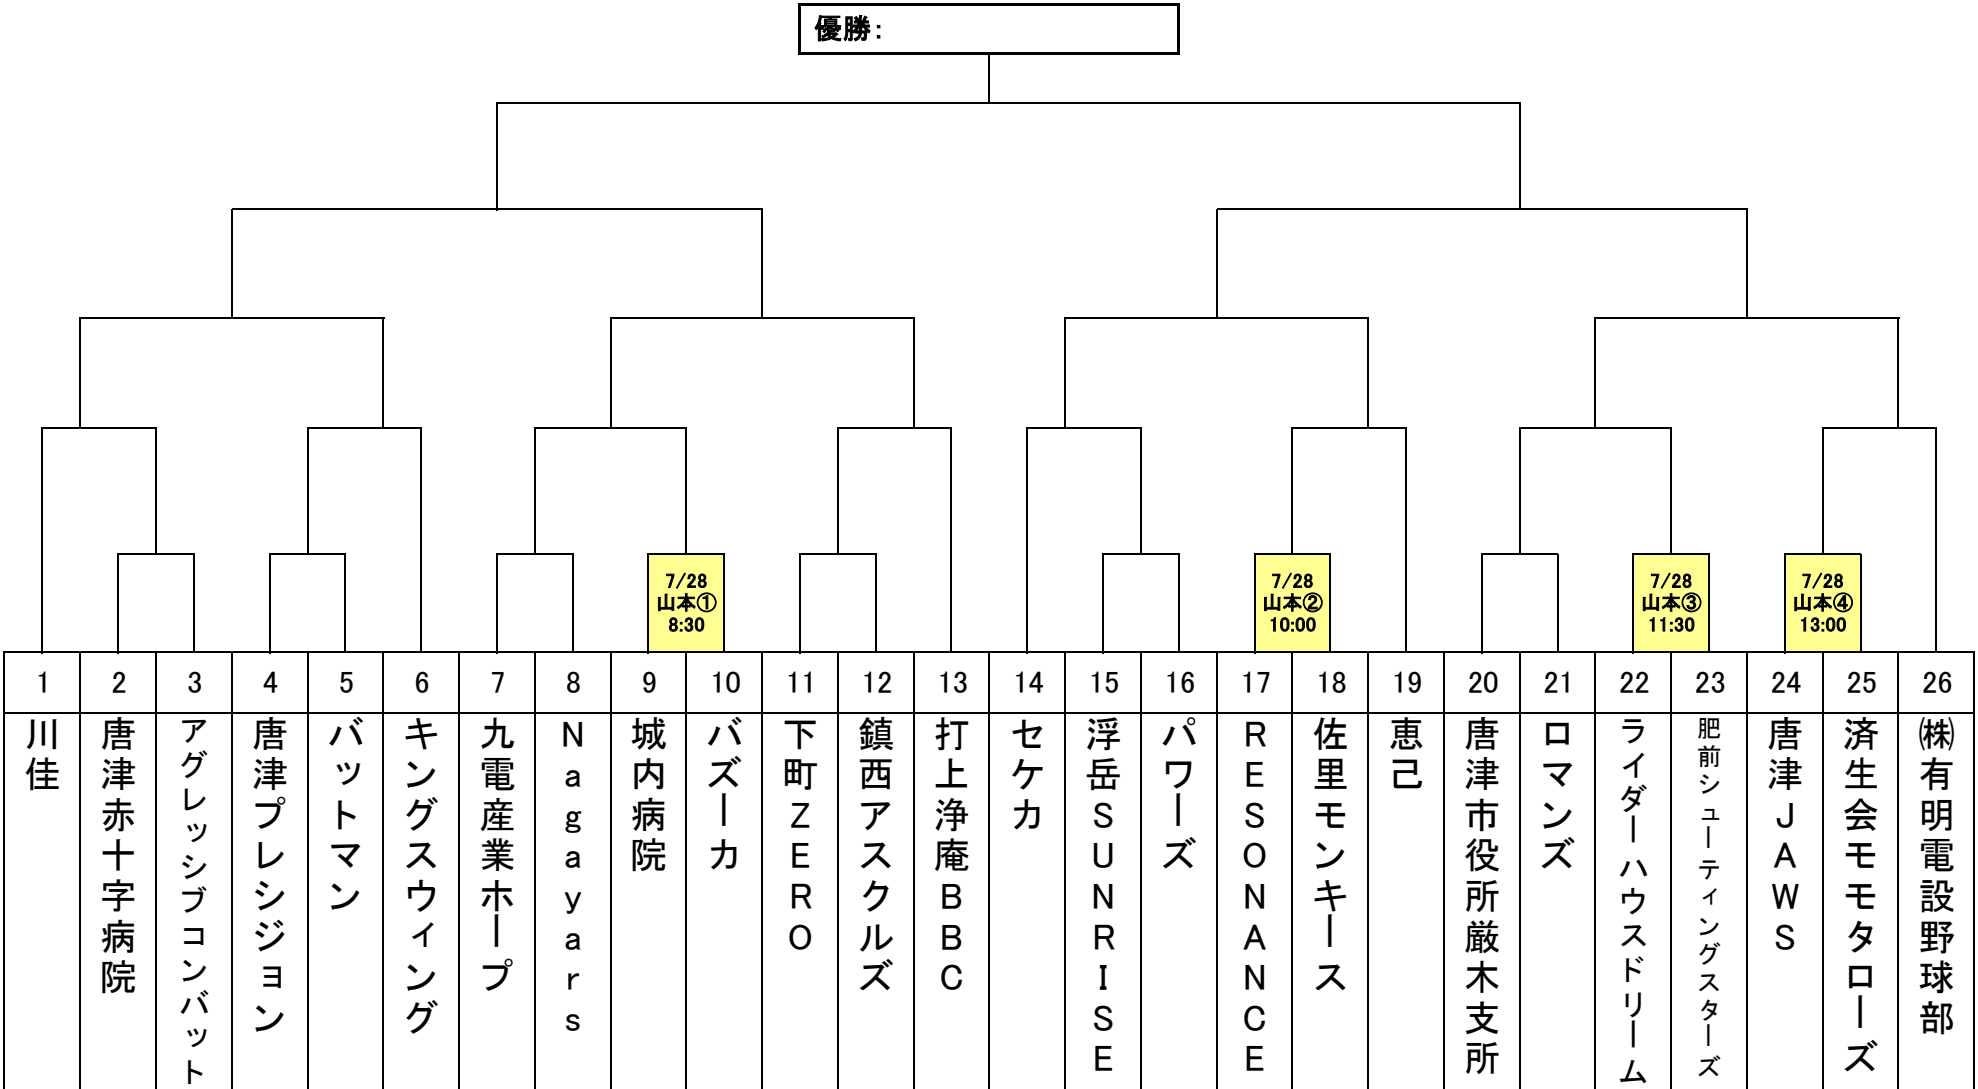 優勝：
7/28
山本①
8:30
7/28
山本②
10:00
7/28
山本③
11:30
7/28
山本④
13:00
1
2
3
4
5
6
7
8
9
10
11
12
13
14
15
16
17
18
19
20
21
22
23
24
25
26
川佳
唐津赤十字病院
アグレッシブコンバット
唐津プレシジョン
バットマン
キングスウィング
九電産業ホープ
Nagayars
城内病院
バズーカ
下町ZERO
鎮西アスクルズ
打上浄庵BBC
セケカ
浮岳SUNRISE
パワーズ
RESONANCE
佐里モンキース
恵己
唐津市役所厳木支所
ロマンズ
ライダーハウスドリーム
肥前シューティングスターズ
唐津JAWS
済生会モモタローズ
㈱有明電設野球部